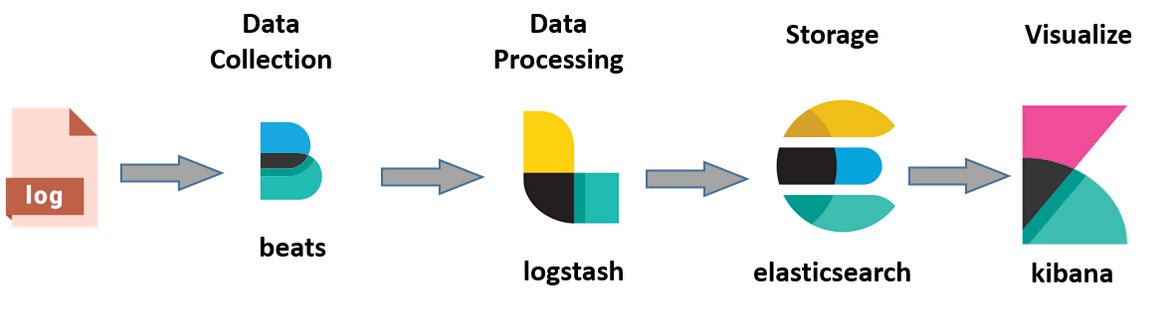 Data
Collection
Data
Processing
Storage
Visualize
log
beats
logstash
elasticsearch
kibana